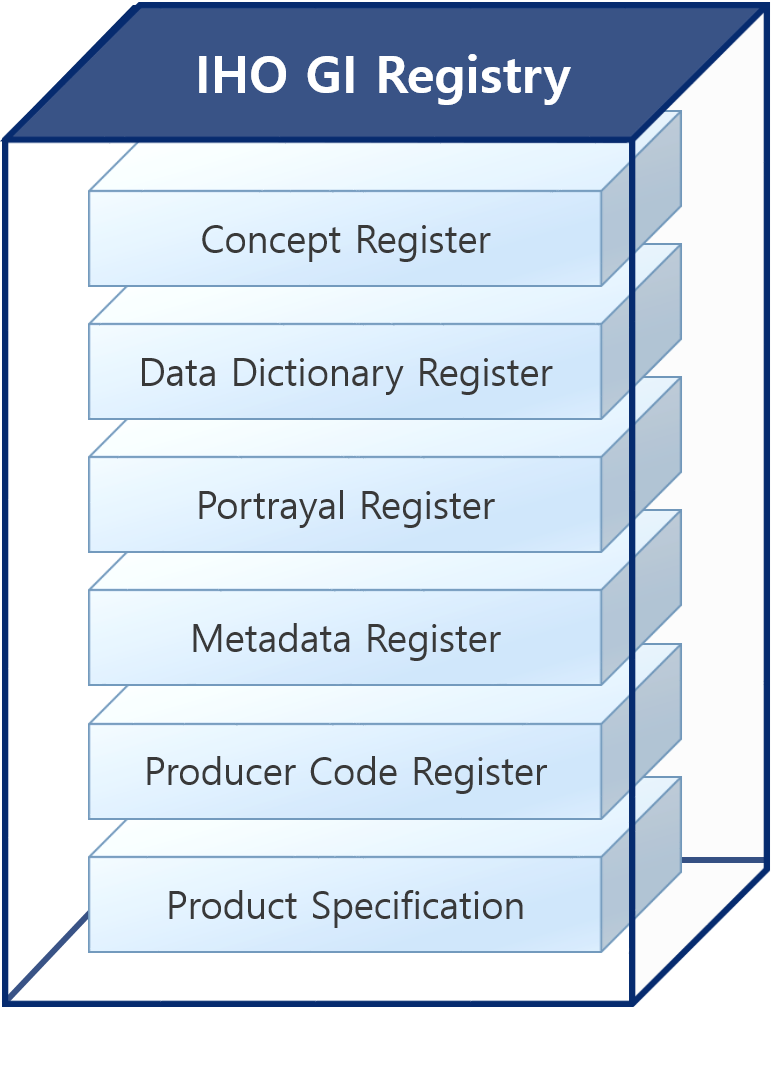 IHO GI Registry
Concept Register
Data Dictionary Register
Portrayal Register
Metadata Register
Producer Code Register
Product Specification